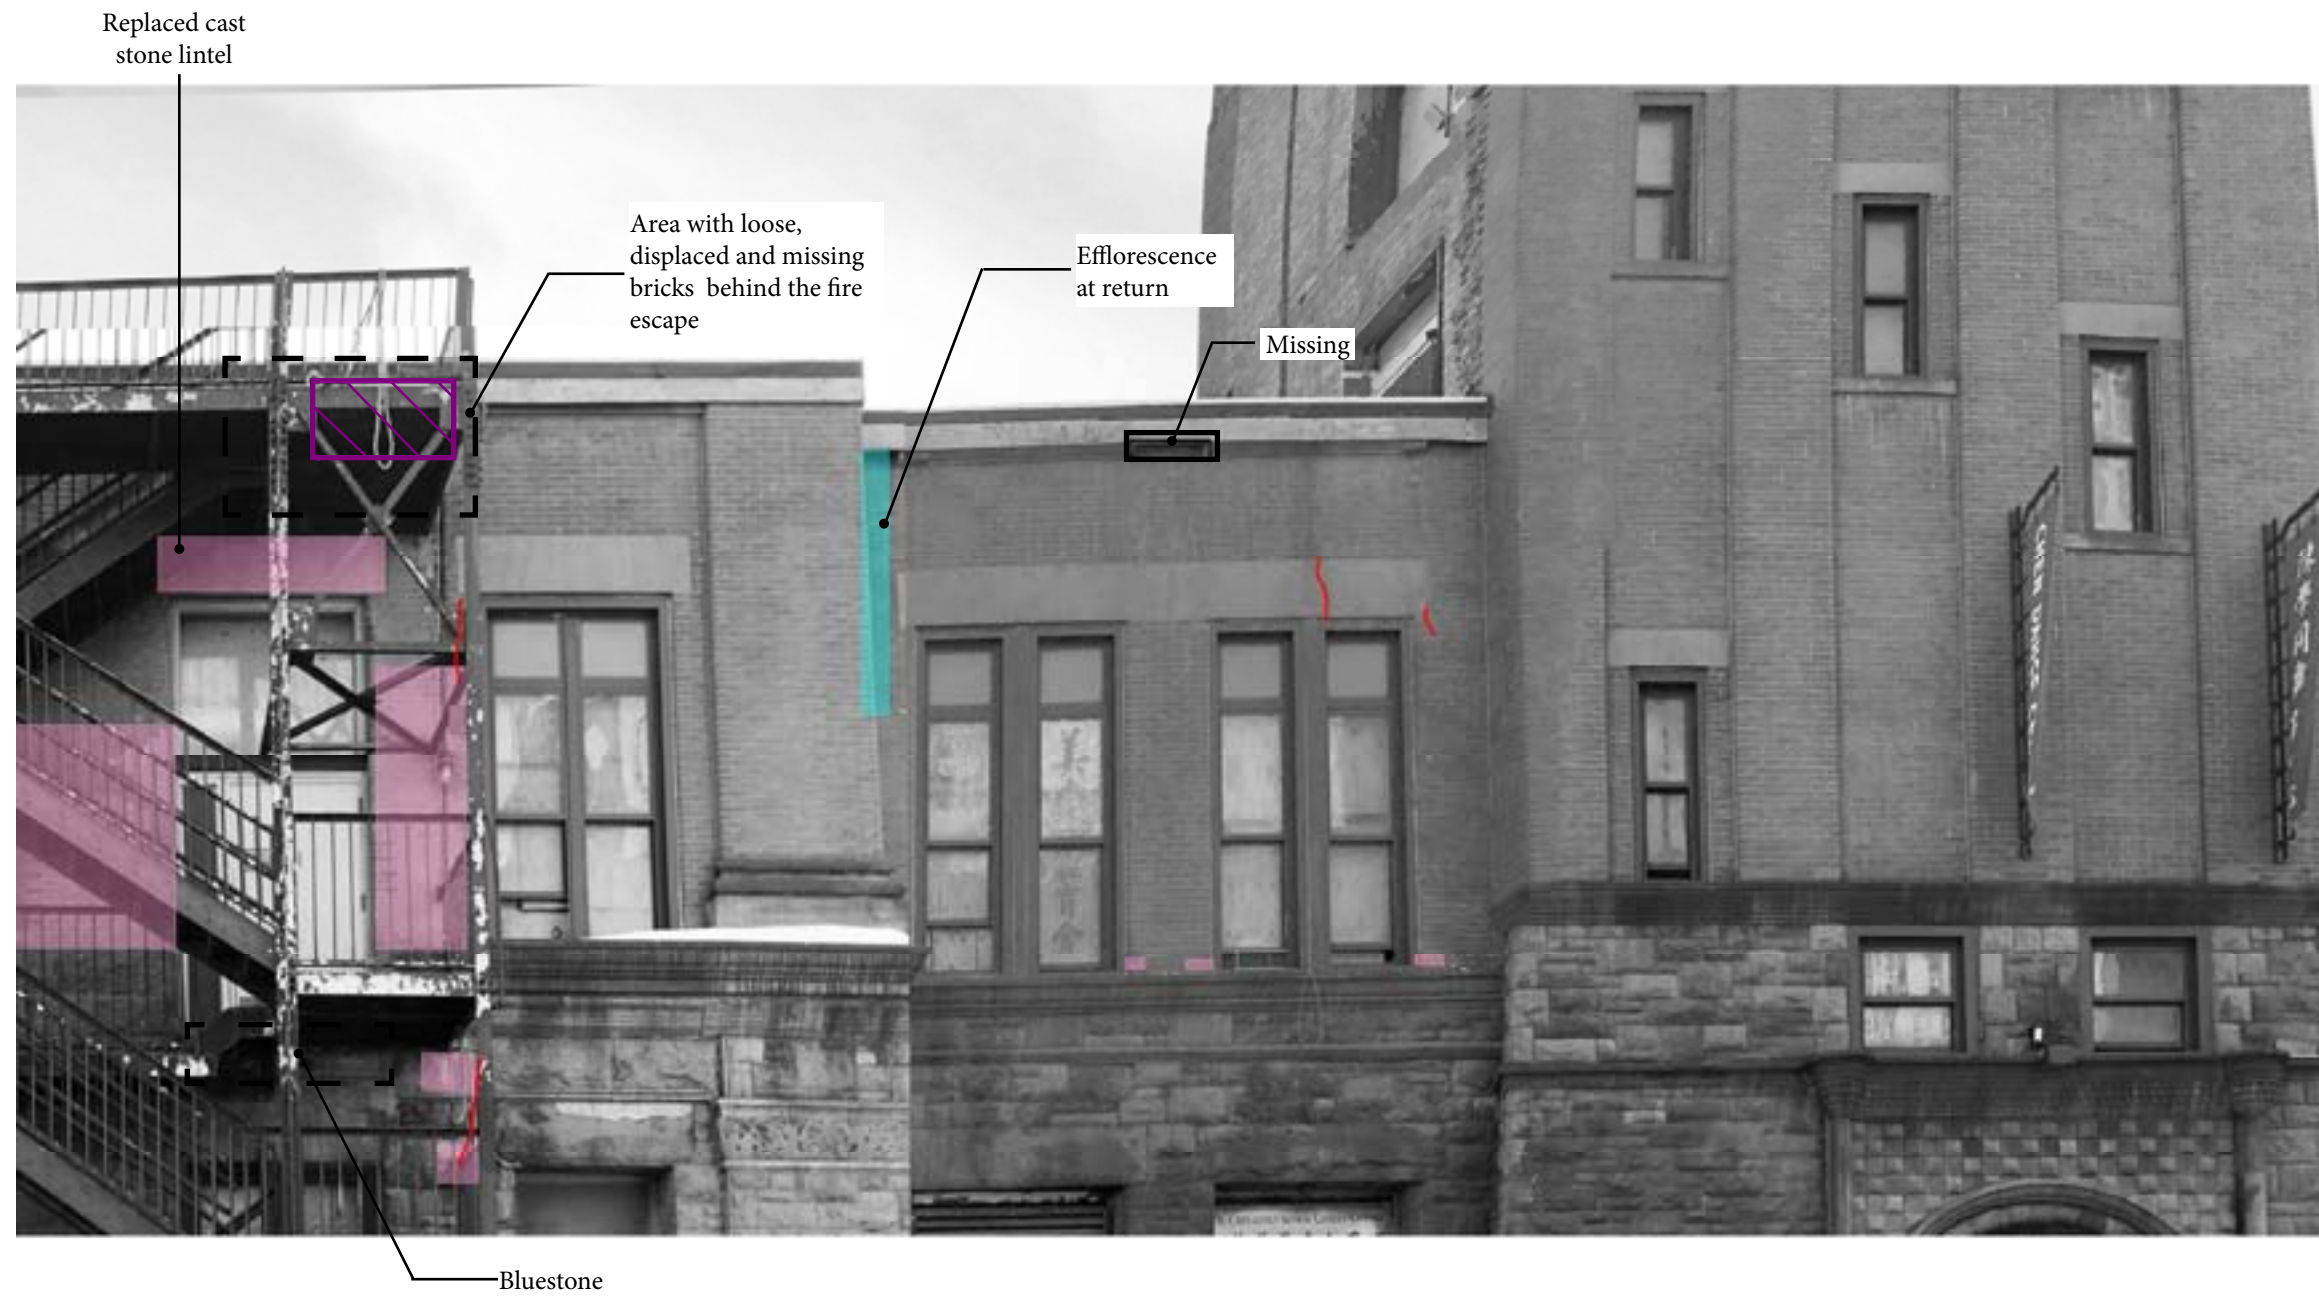 Replaced cast
stone lintel
Area with loose,
displaced and missing
bricks  behind the fire
escape
Efflorescence
at return
Missing
Bluestone